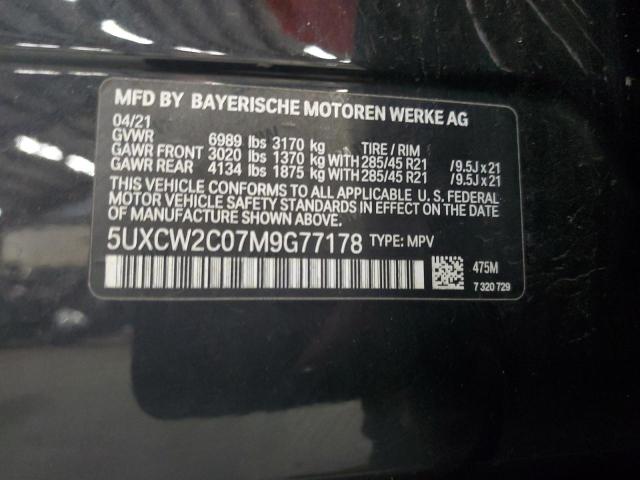 MFD BY BAYERISCHE MOTOREN WERKE AG
04/21
GVWR 6989 lbs 3170 kg TIRE / RIM
GAWR FRONT 3020 lbs 1370 kg WITH 285/45 R21 /9.5J x 21
GAWR REAR 4134 lbs 1875 kg WITH 285/45 R21 /9.5J x 21
THIS VEHICLE CONFORMS TO ALL APPLICABLE U. S. FEDERAL
MOTOR VEHICLE SAFETY STANDARDS IN EFFECT ON THE DATE OF
MANUFACTURE SHOWN ABOVE.
5UXCW2C07M9G77178 TYPE: MPV
475M
7 320 729